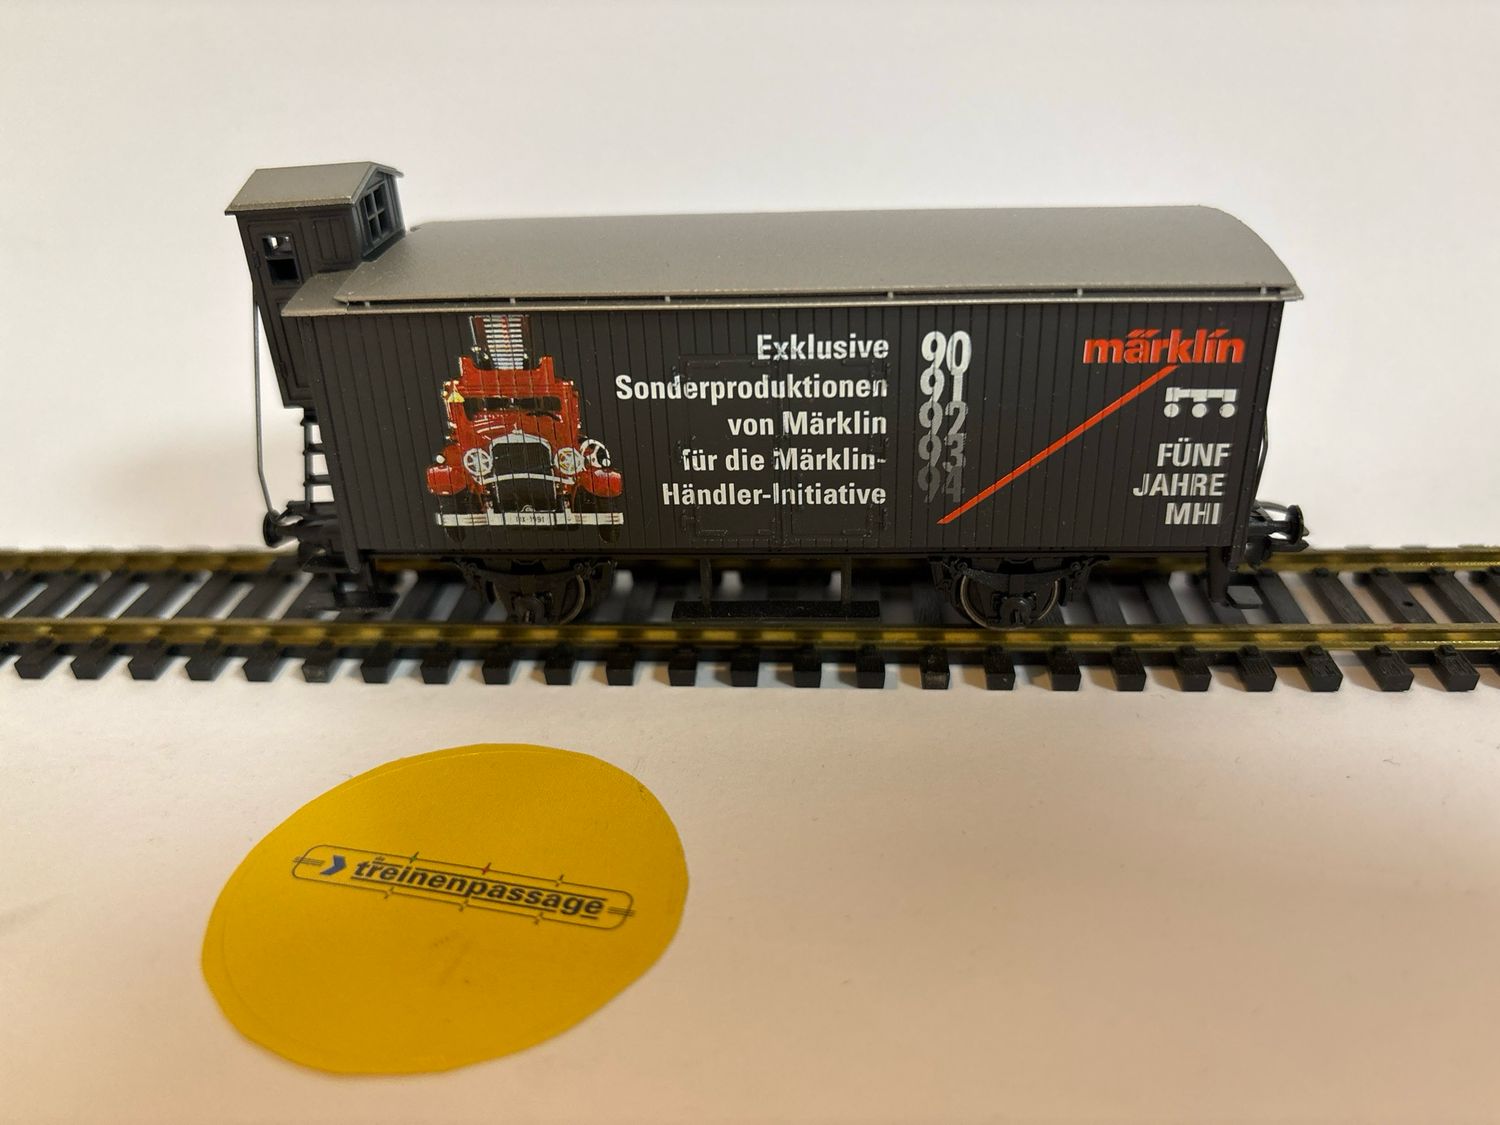 Exklusive
Sonderproduktionen
von Märklin
für die Märklin-
Händler-Initiative
90
91
92
93
94
märklin
FÜNF
JAHRE
MHI
treinenpassage